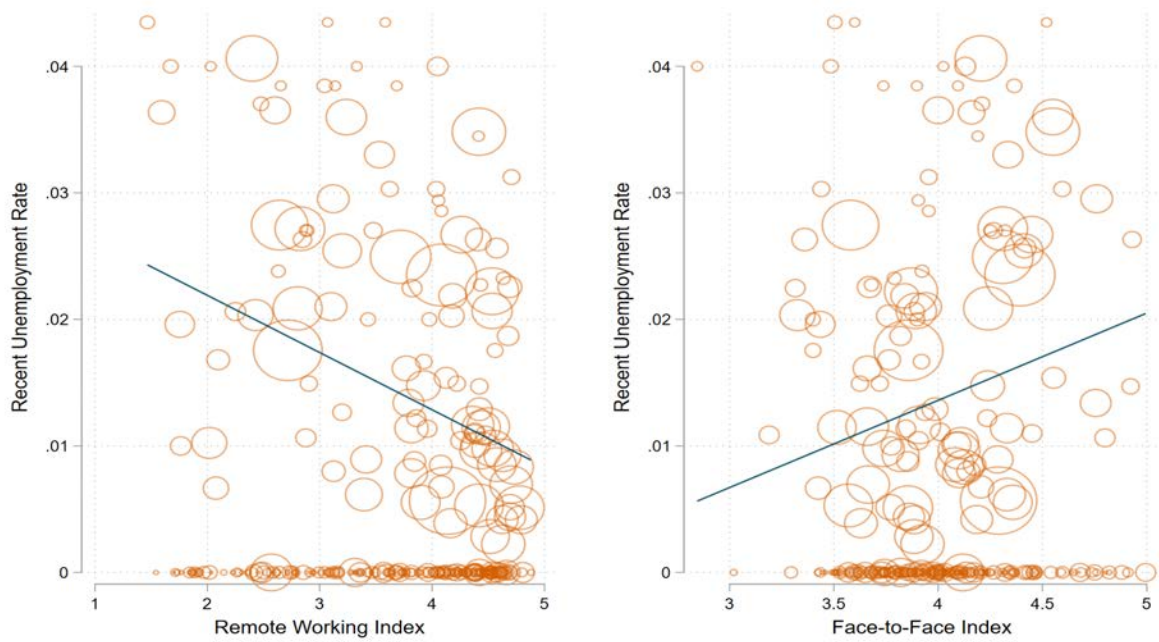 Recent Unemployment Rate
.04
.03
.02
.01
0
1 2 3 4 5
Remote Working Index
Recent Unemployment Rate
.04
.03
.02
.01
0
3 3.5 4 4.5 5
Face-to-Face Index